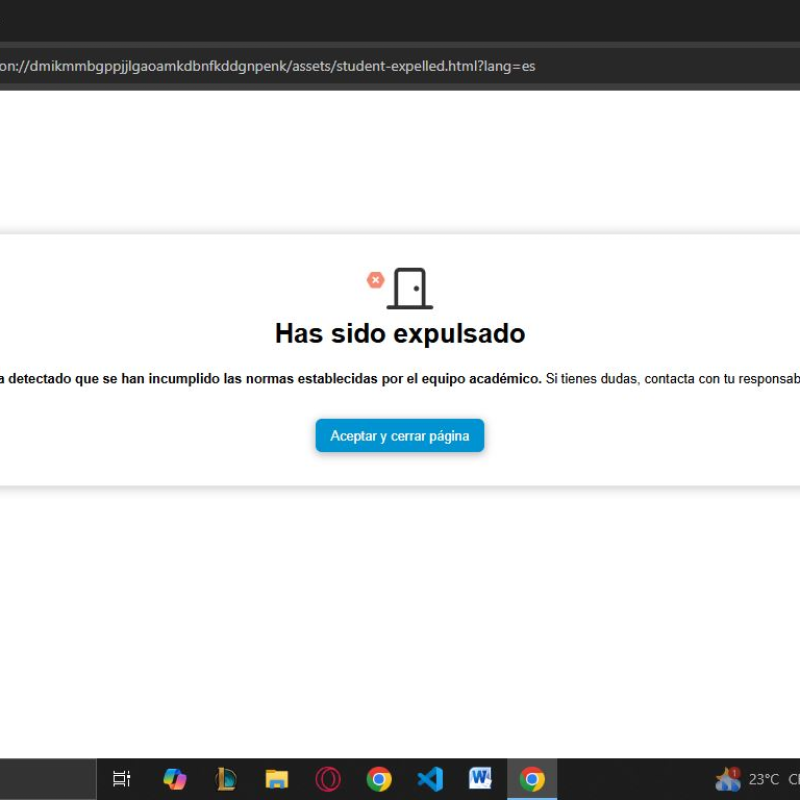 on://dmikmmbgppjjlgaoamkdbnfkddgnpenk/assets/student-expelled.html?lang=es
Has sido expulsado
a detectado que se han incumplido las normas establecidas por el equipo académico. Si tienes dudas, contacta con tu responsab
Aceptar y cerrar página
23°C